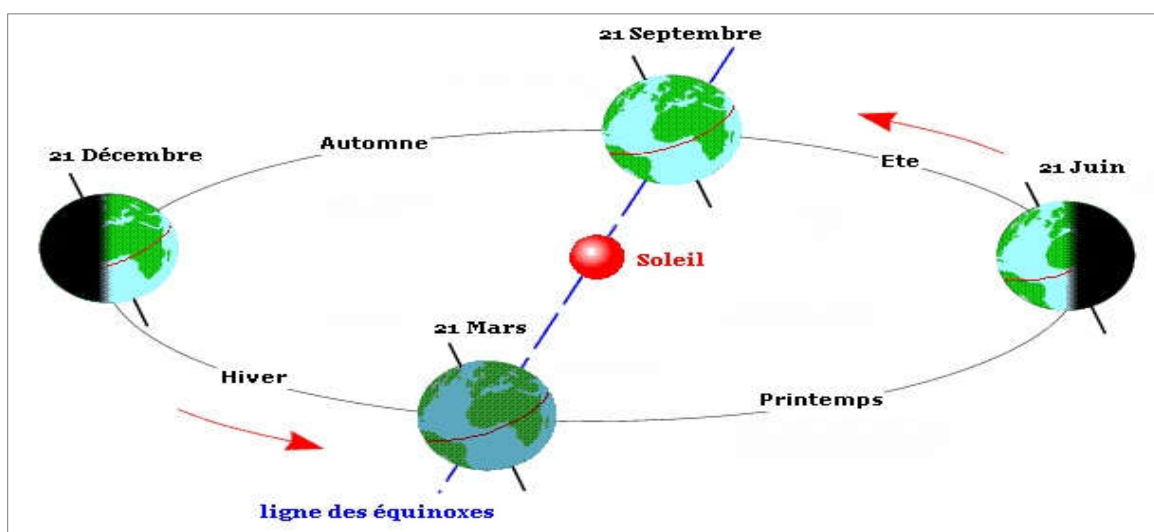 21 Septembre
Automne
21 Décembre
Ete
21 Juin
Soleil
21 Mars
Hiver
Printemps
ligne des équinoxes